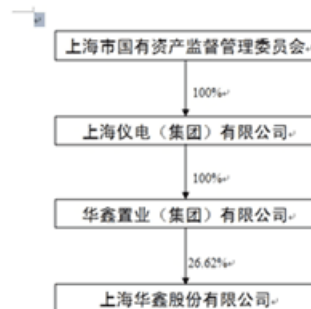 上海市国有资产监督管理委员会
100%
上海仪电（集团）有限公司
100%
华鑫置业（集团）有限公司
26.62%
上海华鑫股份有限公司